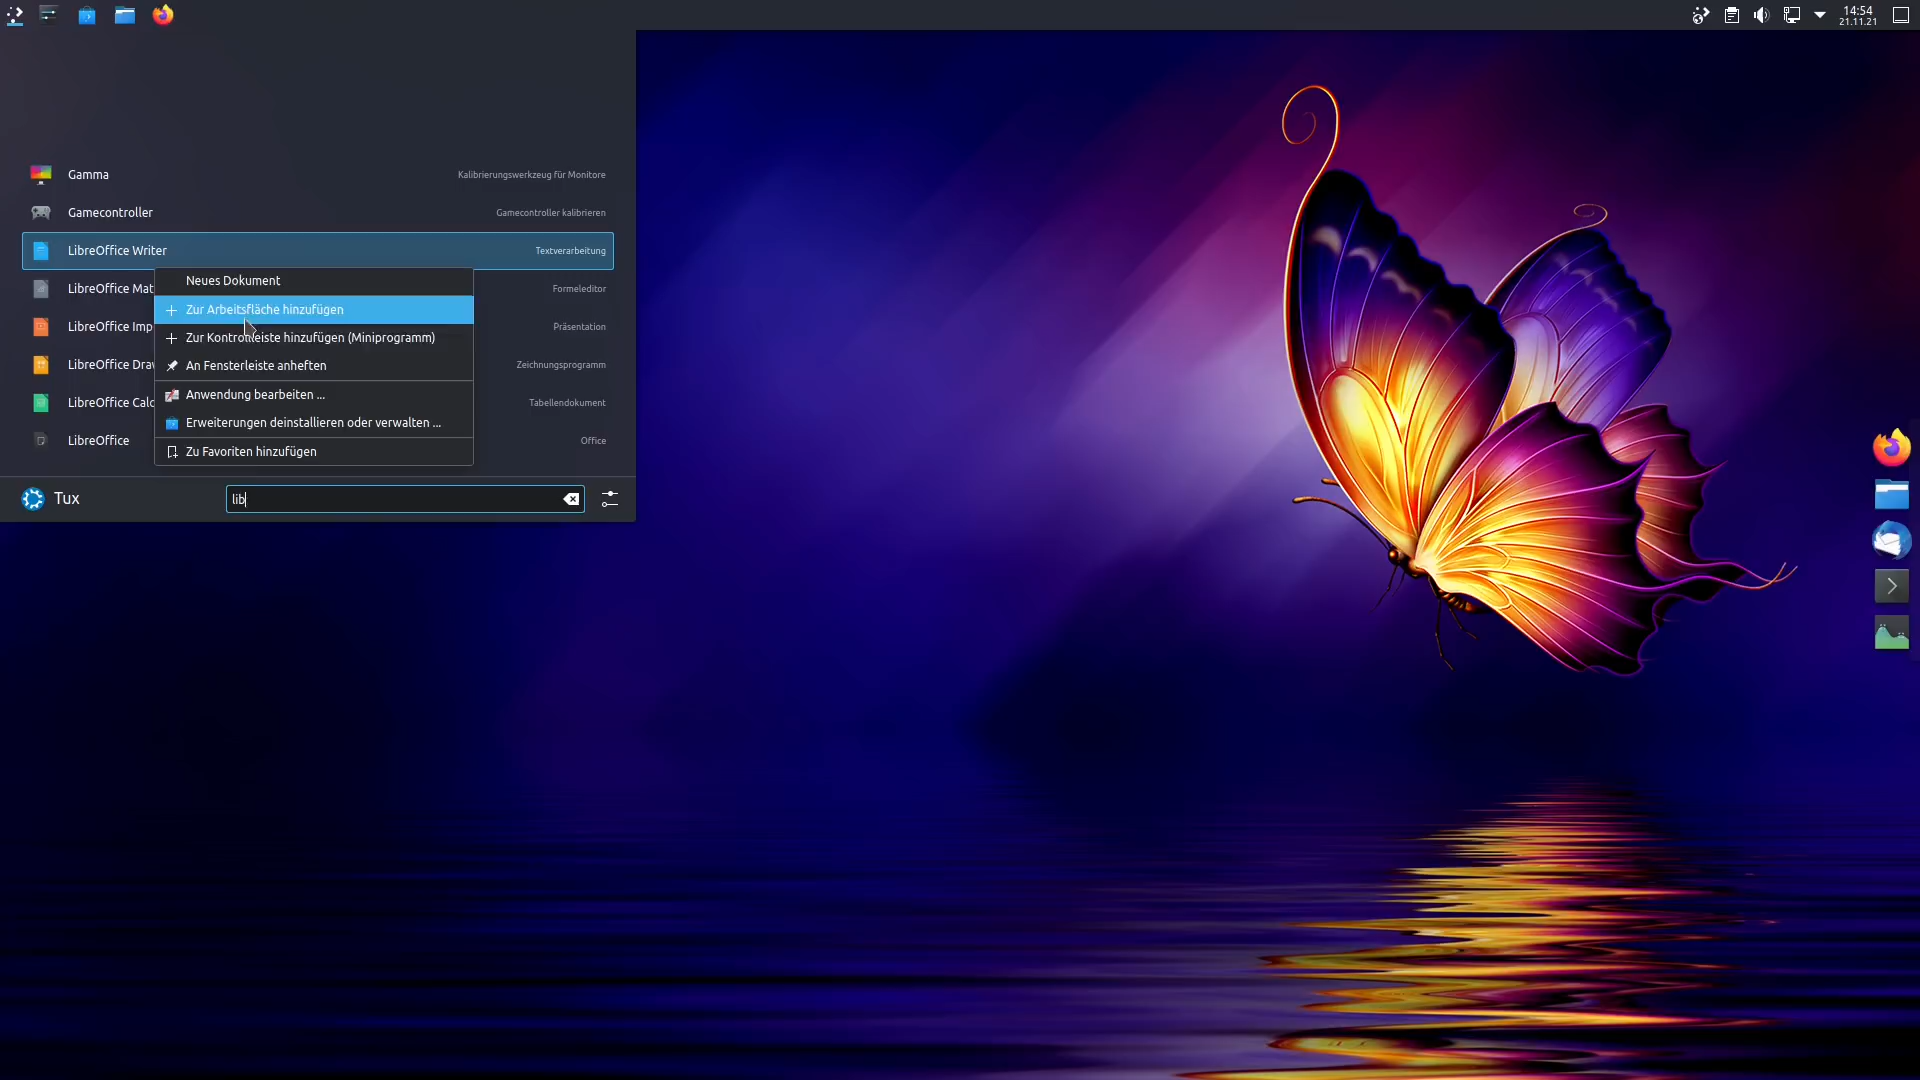 14:54
21.11.21
Gamma Kalibrierungswerkzeug für Monitore
Gamecontroller Gamecontroller kalibrieren
LibreOffice Writer Textverarbeitung
Neues Dokument
LibreOffice Mat Formeleditor
Zur Arbeitsfläche hinzufügen
LibreOffice Imp Präsentation
Zur Kontrollleiste hinzufügen (Miniprogramm)
LibreOffice Drav Zeichnungsprogramm
An Fensterleiste anheften
Anwendung bearbeiten ...
LibreOffice Calc Tabellendokument
Erweiterungen deinstallieren oder verwalten ...
LibreOffice Office
Zu Favoriten hinzufügen
Tux lib